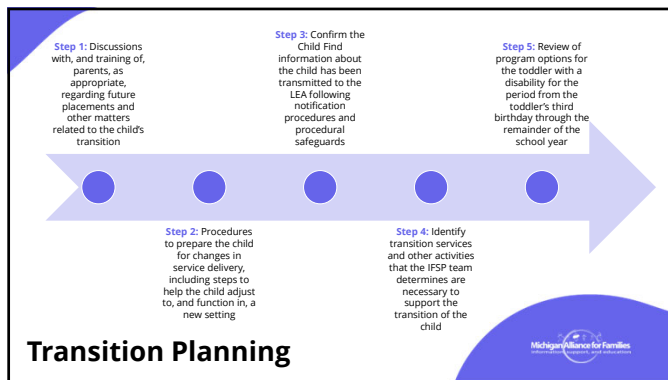 Step 1: Discussions
with, and training of,
parents, as
appropriate,
regarding future
placements and
other matters
related to the child's
transition
Step 2: Procedures
to prepare the child
for changes in
service delivery,
including steps to
help the child adjust
to, and function in, a
new setting
Step 3: Confirm the
Child Find
information about
the child has been
transmitted to the
LEA following
notification
procedures and
procedural
safeguards
Step 4: Identify
transition services
and other activities
that the IFSP team
determines are
necessary to
support the
transition of the
child
Step 5: Review of
program options for
the toddler with a
disability for the
period from the
toddler's third
birthday through the
remainder of the
school year
Transition Planning
Michigan Alliance for Families
information, support, and education